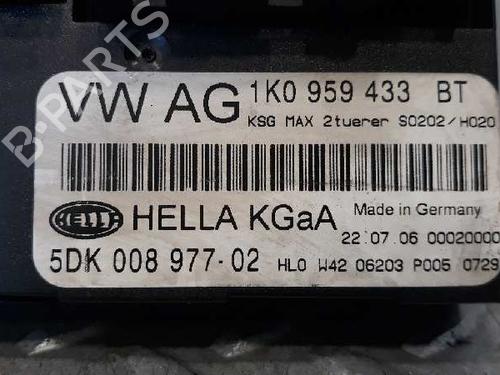 B-PARTS
VW AG 1K0 959 433 BT
KSG MAX 2tuerer S0202/H020
HELLA HELLA KGaA Made in Germany
22.07.06 00020000
5DK 008 977-02 HL0 W42 06203 P005 0729